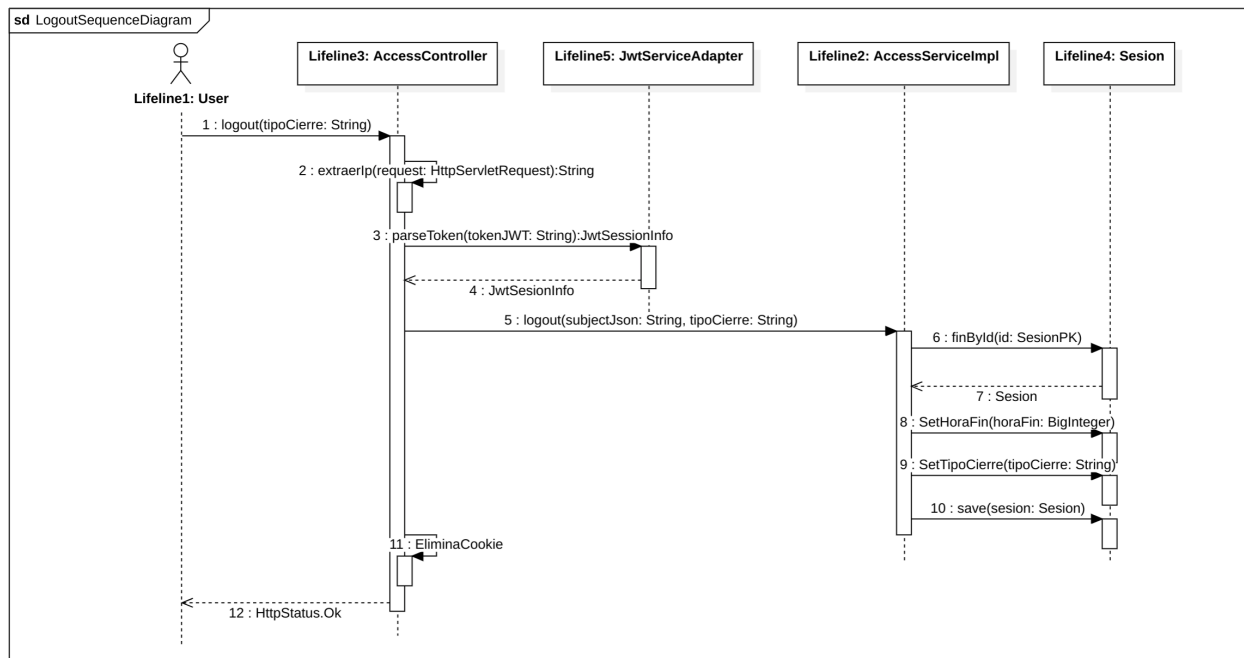 sd LogoutSequenceDiagram
Lifeline1: User
Lifeline3: AccessController
Lifeline5: JwtServiceAdapter
Lifeline2: AccessServiceImpl
Lifeline4: Sesion
1 : logout(tipoCierre: String)
2 : extraerIp(request: HttpServletRequest):String
3 : parseToken(tokenJWT: String):JwtSessionInfo
4 : JwtSesionInfo
5 : logout(subjectJson: String, tipoCierre: String)
6 : finById(id: SesionPK)
7 : Sesion
8 : SetHoraFin(horaFin: BigInteger)
9 : SetTipoCierre(tipoCierre: String)
10 : save(sesion: Sesion)
11 : EliminaCookie
12 : HttpStatus.Ok